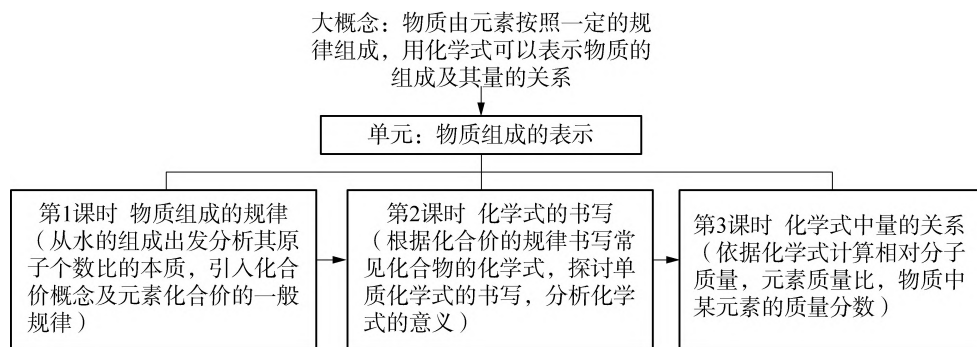 大概念：物质由元素按照一定的规
律组成，用化学式可以表示物质的
组成及其量的关系
单元：物质组成的表示
第1课时 物质组成的规律
（从水的组成出发分析其原
子个数比的本质，引入化合
价概念及元素化合价的一般
规律）
第2课时 化学式的书写
（根据化合价的规律书写常
见化合物的化学式，探讨单
质化学式的书写，分析化学
式的意义）
第3课时 化学式中量的关系
（依据化学式计算相对分子
质量，元素质量比，物质中
某元素的质量分数）